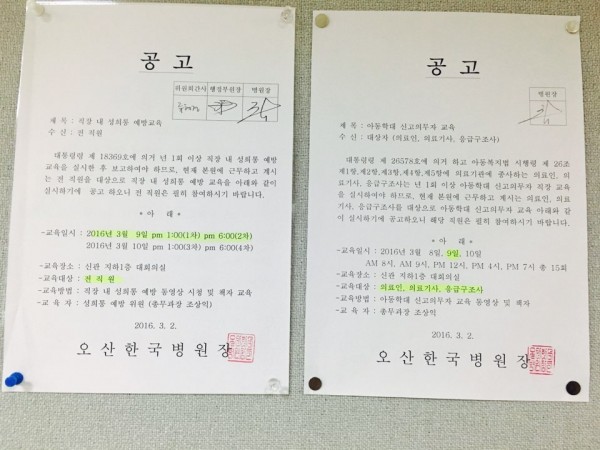 공 고
위원회간사 행정부원장 병원장
제 목 : 직장 내 성희롱 예방교육
수 신 : 전 직원
대통령령 제 18369호에 의거 년 1회 이상 직장 내 성희롱 예방
교육을 실시한 후 보고하여야 하므로, 현재 본원에 근무하고 계시
는 전 직원을 대상으로 직장 내 성희롱 예방 교육을 아래와 같이
실시하기에 공고 하오니 전 직원은 필히 참여하시기 바랍니다.
* 아 래 *
-교육일시 : 2016년 3월 9일 pm 1:00(1차) pm 6:00(2차)
2016년 3월 10일 pm 1:00(3차) pm 6:00(4차)
-교육장소 : 신관 지하1층 대회의실
-교육대상 : 전 직원
-교육방법 : 직장 내 성희롱 예방 동영상 시청 및 책자 교육
-교 육 자 : 성희롱 예방 위원 (총무과장 조상익)
2016. 3. 2.
오 산 한 국 병 원 장
공 고
병원장
제 목 : 아동학대 신고의무자 교육
수 신 : 대상자 (의료인, 의료기사, 응급구조사)
대통령령 제 26578호에 의거 하고 아동복지법 시행령 제 26조
제1항,제2항,제3항,제4항,제5항에 의거 의료기관에 종사하는 의료인, 의
료기사, 응급구조사는 년 1회 이상 아동학대 신고의무자 직장 교육
을 실시하여야 하므로, 현재 본원에 근무하고 계시는 의료인, 의료
기사, 응급구조사를 대상으로 아동학대 신고의무자 교육 아래와 같
이 실시하기에 공고하오니 해당 직원은 필히 참여하시기 바랍니다.
* 아 래 *
-교육일시 : 2016년 3월 8일, 9일, 10일
AM 8시, AM 9시, PM 12시, PM 4시, PM 7시 총 15회
-교육장소 : 신관 지하1층 대회의실
-교육대상 : 의료인, 의료기사, 응급구조사
-교육방법 : 아동학대 신고의무자 교육 동영상 및 책자
-교 육 자 : 총무과장 조상익
2016. 3. 2.
오 산 한 국 병 원 장